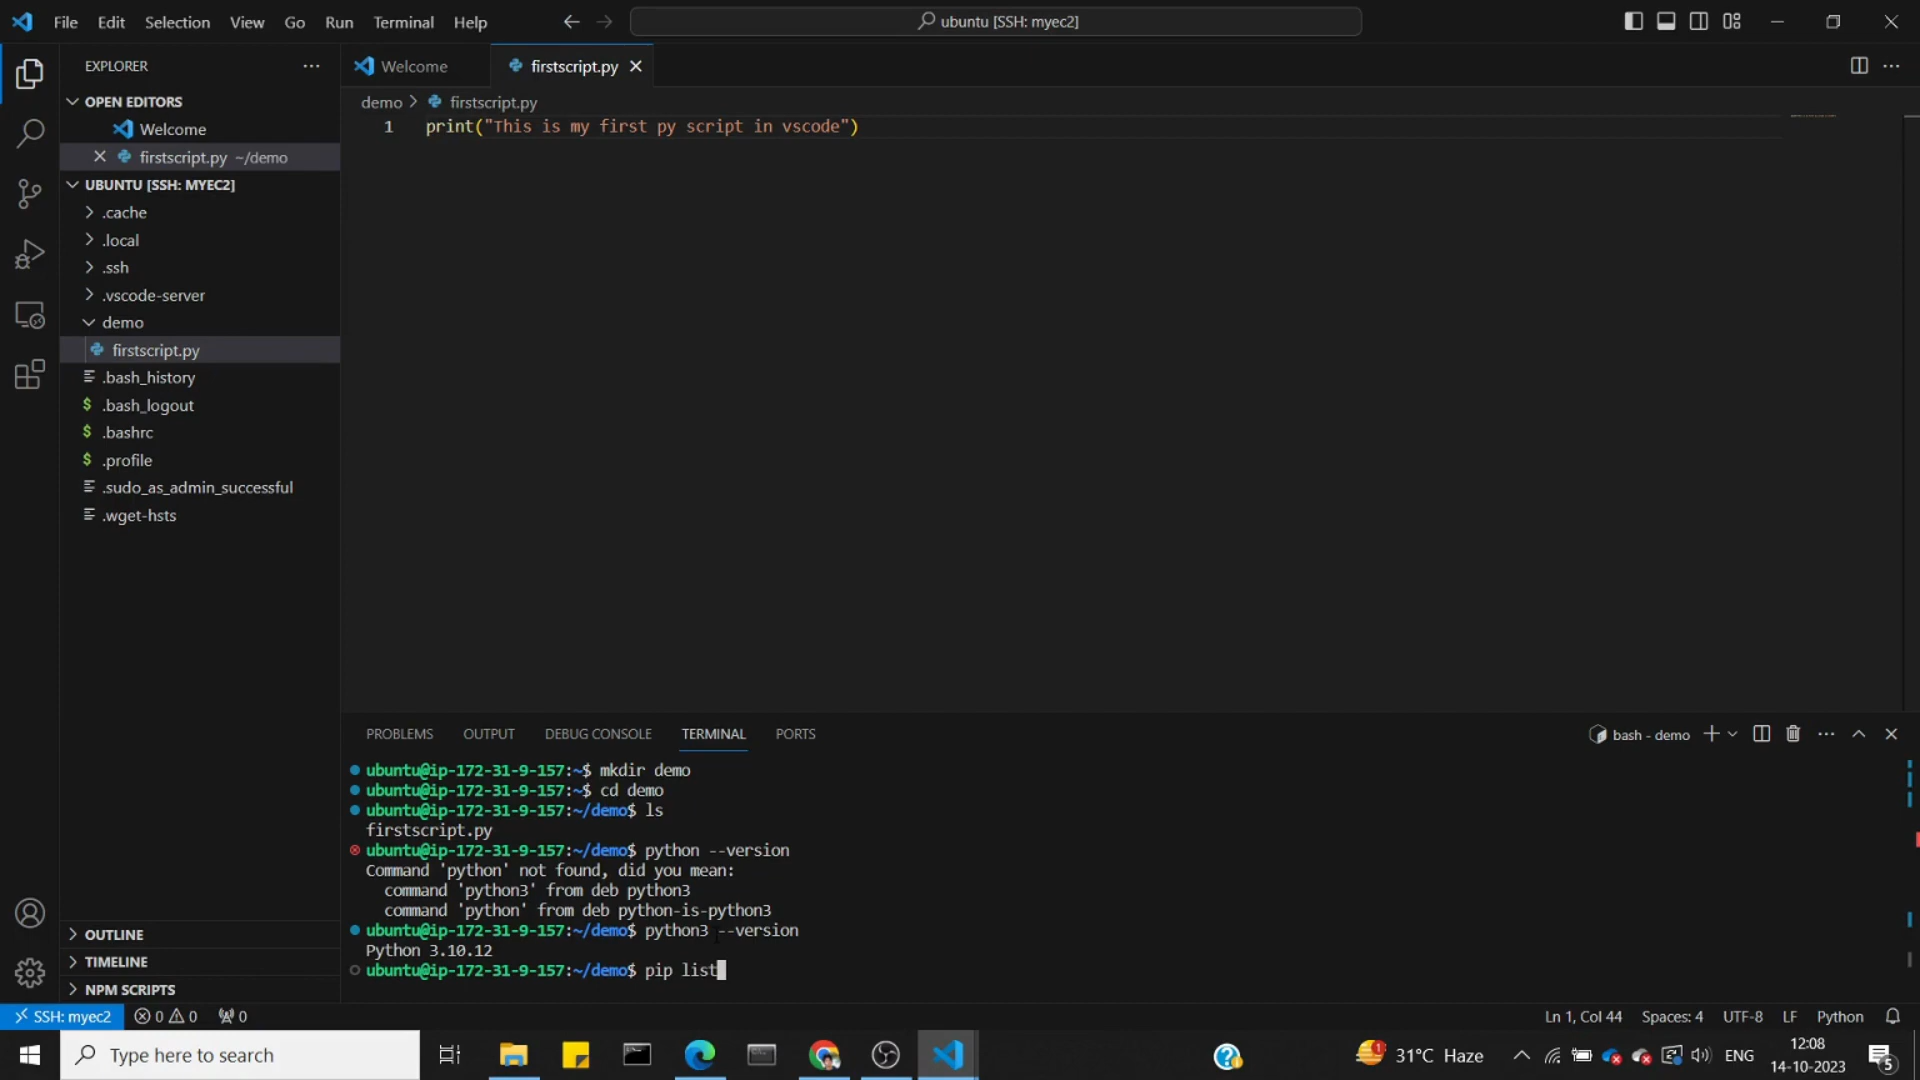 File Edit Selection View Go Run Terminal Help
ubuntu [SSH: myec2]
EXPLORER
Welcome
firstscript.py
OPEN EDITORS
Welcome
firstscript.py ~/demo
UBUNTU [SSH: MYEC2]
.cache
.local
.ssh
.vscode-server
demo
firstscript.py
.bash_history
$ .bash_logout
$ .bashrc
$ .profile
.sudo_as_admin_successful
.wget-hsts
OUTLINE
TIMELINE
NPM SCRIPTS
demo > firstscript.py
1 print("This is my first py script in vscode")
PROBLEMS OUTPUT DEBUG CONSOLE TERMINAL PORTS
bash - demo
ubuntu@ip-172-31-9-157:~$ mkdir demo
ubuntu@ip-172-31-9-157:~$ cd demo
ubuntu@ip-172-31-9-157:~/demo$ ls
firstscript.py
ubuntu@ip-172-31-9-157:~/demo$ python --version
Command 'python' not found, did you mean:
command 'python3' from deb python3
command 'python' from deb python-is-python3
ubuntu@ip-172-31-9-157:~/demo$ python3 --version
Python 3.10.12
ubuntu@ip-172-31-9-157:~/demo$ pip list
SSH: myec2 0 0 0
Ln 1, Col 44 Spaces: 4 UTF-8 LF Python
Type here to search
1
31°C Haze
ENG
12:08
14-10-2023
5